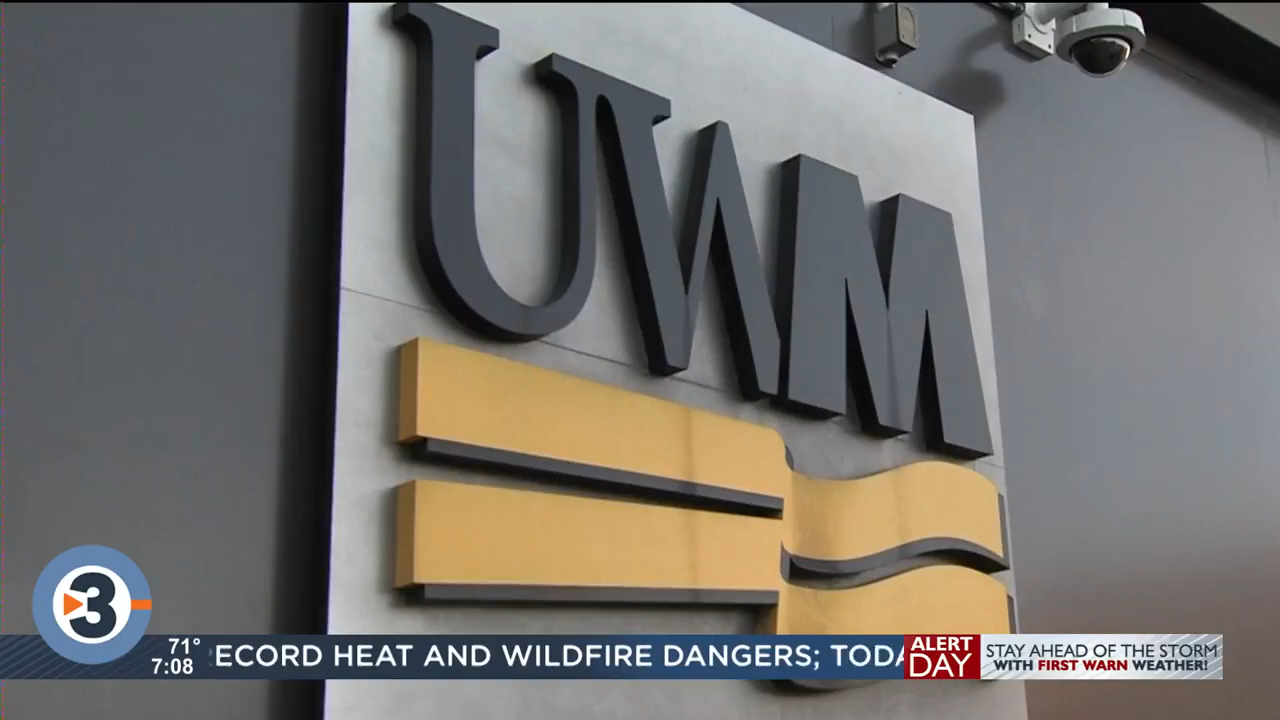 UWM
3
71°
7:08
ECORD HEAT AND WILDFIRE DANGERS; TODA
ALERT
DAY
STAY AHEAD OF THE STORM
WITH FIRST WARN WEATHER!